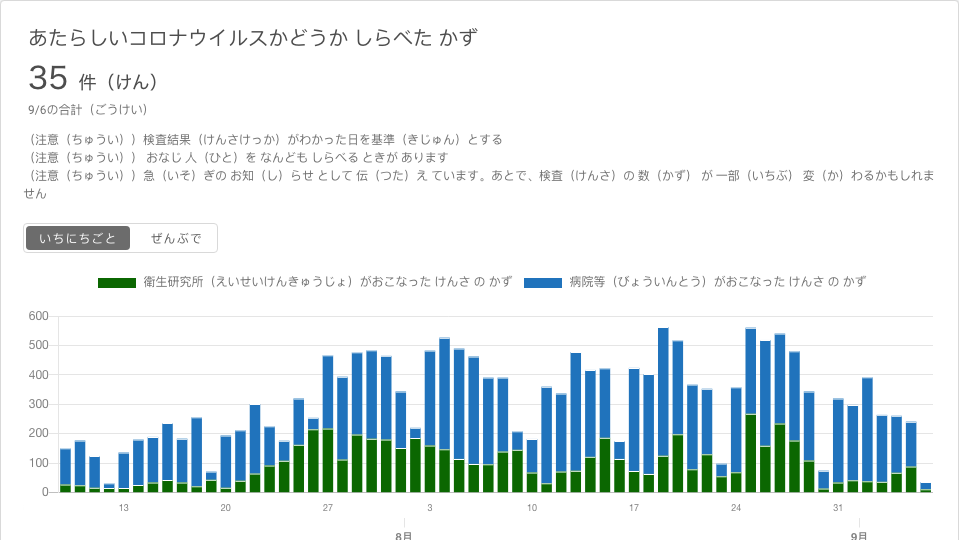 あたらしいコロナウイルスかどうか しらべた かず
35 件（けん）
9/6の合計（ごうけい）
（注意（ちゅうい））検査結果（けんさけっか）がわかった日を基準（きじゅん）とする
（注意（ちゅうい）） おなじ 人（ひと）を なんども しらべる ときが あります
（注意（ちゅうい））急（いそ）ぎの お知（し）らせ として 伝（つた）え ています。あとで、検査（けんさ）の 数（かず） が 一部（いちぶ） 変（か）わるかもしれま
せん
いちにちごと ぜんぶで
衛生研究所（えいせいけんきゅうじょ）がおこなった けんさ の かず 病院等（びょういんとう）がおこなった けんさ の かず
600
500
400
300
200
100
0
13 20 27 3 10 17 24 31
8月 9月